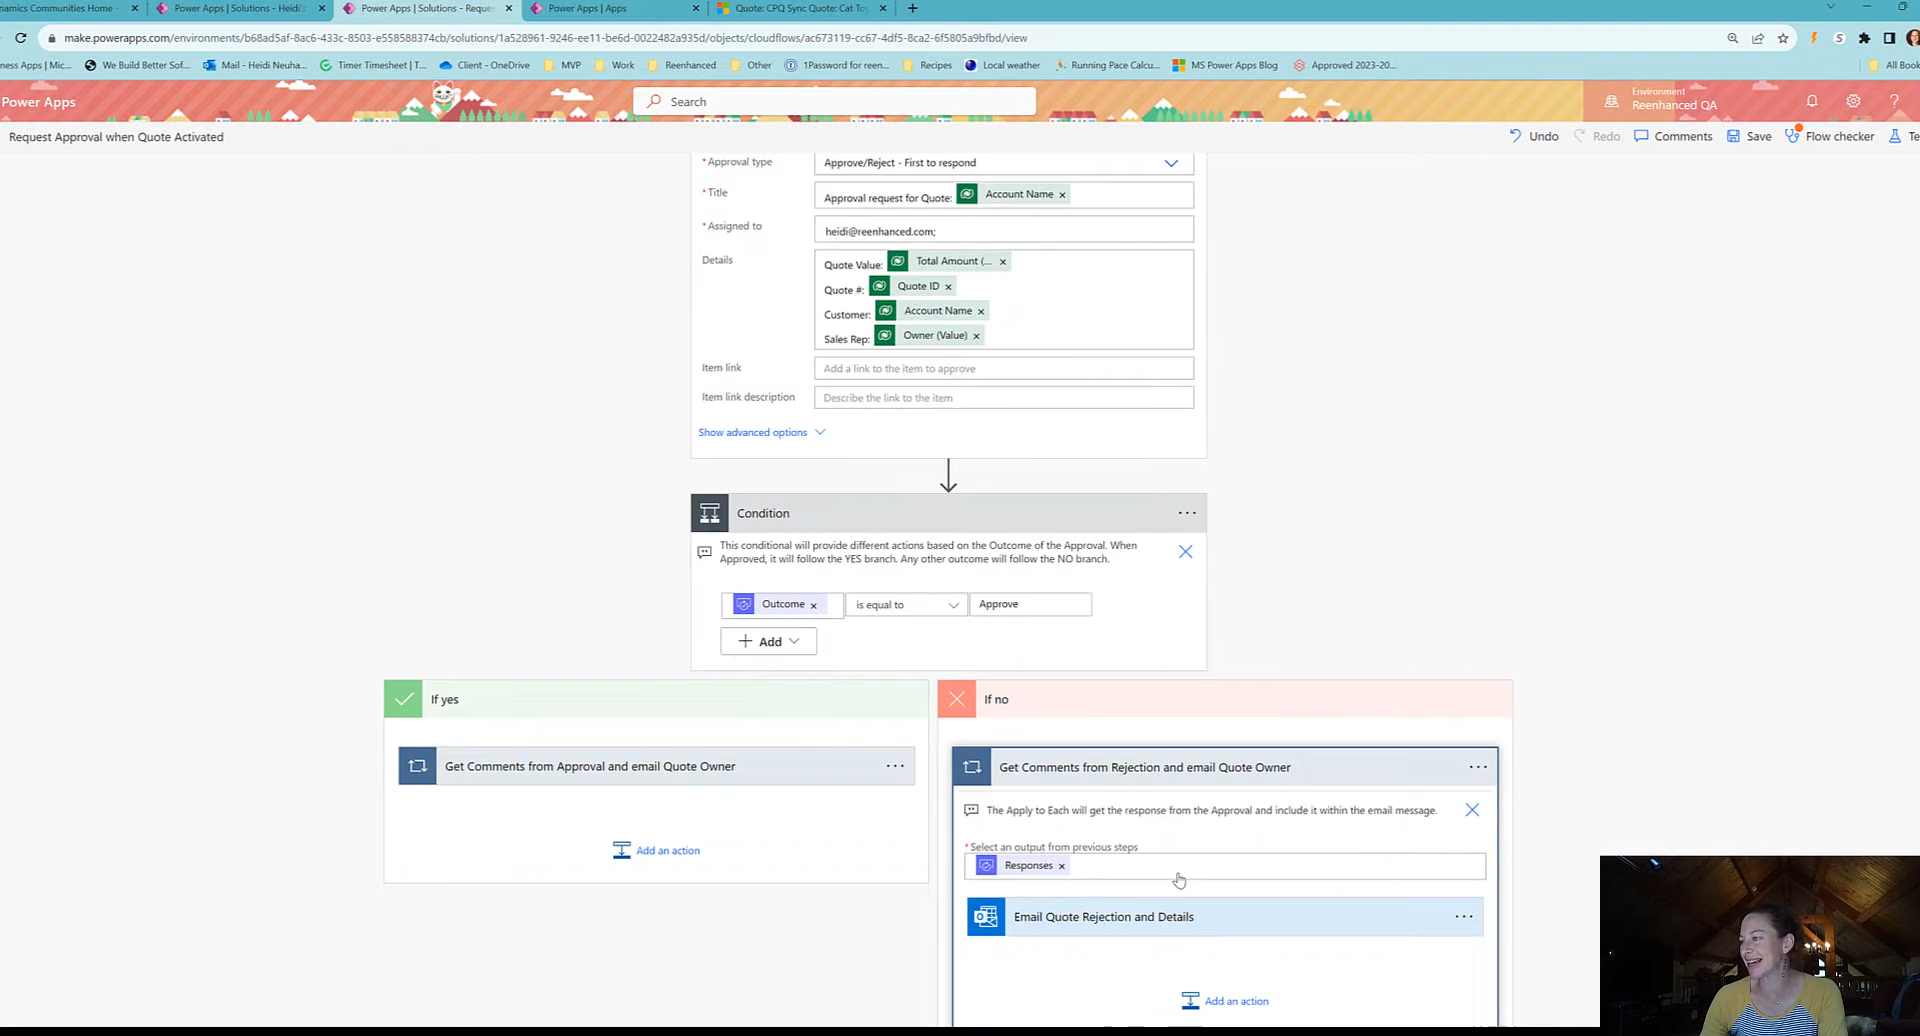 namics Communities Home -
Power Apps | Solutions - Heidi's
Power Apps | Solutions - Reques
Power Apps | Apps
Quote: CPQ Sync Quote: Cat To
make.powerapps.com/environments/b68ad5af-8ac6-433c-8503-e558588374cb/solutions/1a528961-9246-ee11-be6d-0022482a935d/objects/cloudflows/ac673119-cc67-4df5-8ca2-6f5805a9bfbd/view
ness Apps | Mic...
We Build Better Sof...
Mail - Heidi Neuha...
Timer Timesheet | T...
Client - OneDrive
MVP
Work
Reenhanced
Other
1Password for reen...
Recipes
Local weather
Running Pace Calcu...
MS Power Apps Blog
Approved 2023-20...
All Book
Power Apps
Search
Environment
Reenhanced QA
Request Approval when Quote Activated
Undo
Redo
Comments
Save
Flow checker
Te
*Approval type
Approve/Reject - First to respond
*Title
Approval request for Quote: Account Name
*Assigned to
heidi@reenhanced.com;
Details
Quote Value: Total Amount (...
Quote #: Quote ID
Customer: Account Name
Sales Rep: Owner (Value)
Item link
Add a link to the item to approve
Item link description
Describe the link to the item
Show advanced options
Condition
This conditional will provide different actions based on the Outcome of the Approval. When
Approved, it will follow the YES branch. Any other outcome will follow the NO branch.
Outcome
is equal to
Approve
Add
If yes
If no
Get Comments from Approval and email Quote Owner
Get Comments from Rejection and email Quote Owner
The Apply to Each will get the response from the Approval and include it within the email message.
*Select an output from previous steps
Add an action
Responses
Email Quote Rejection and Details
Add an action